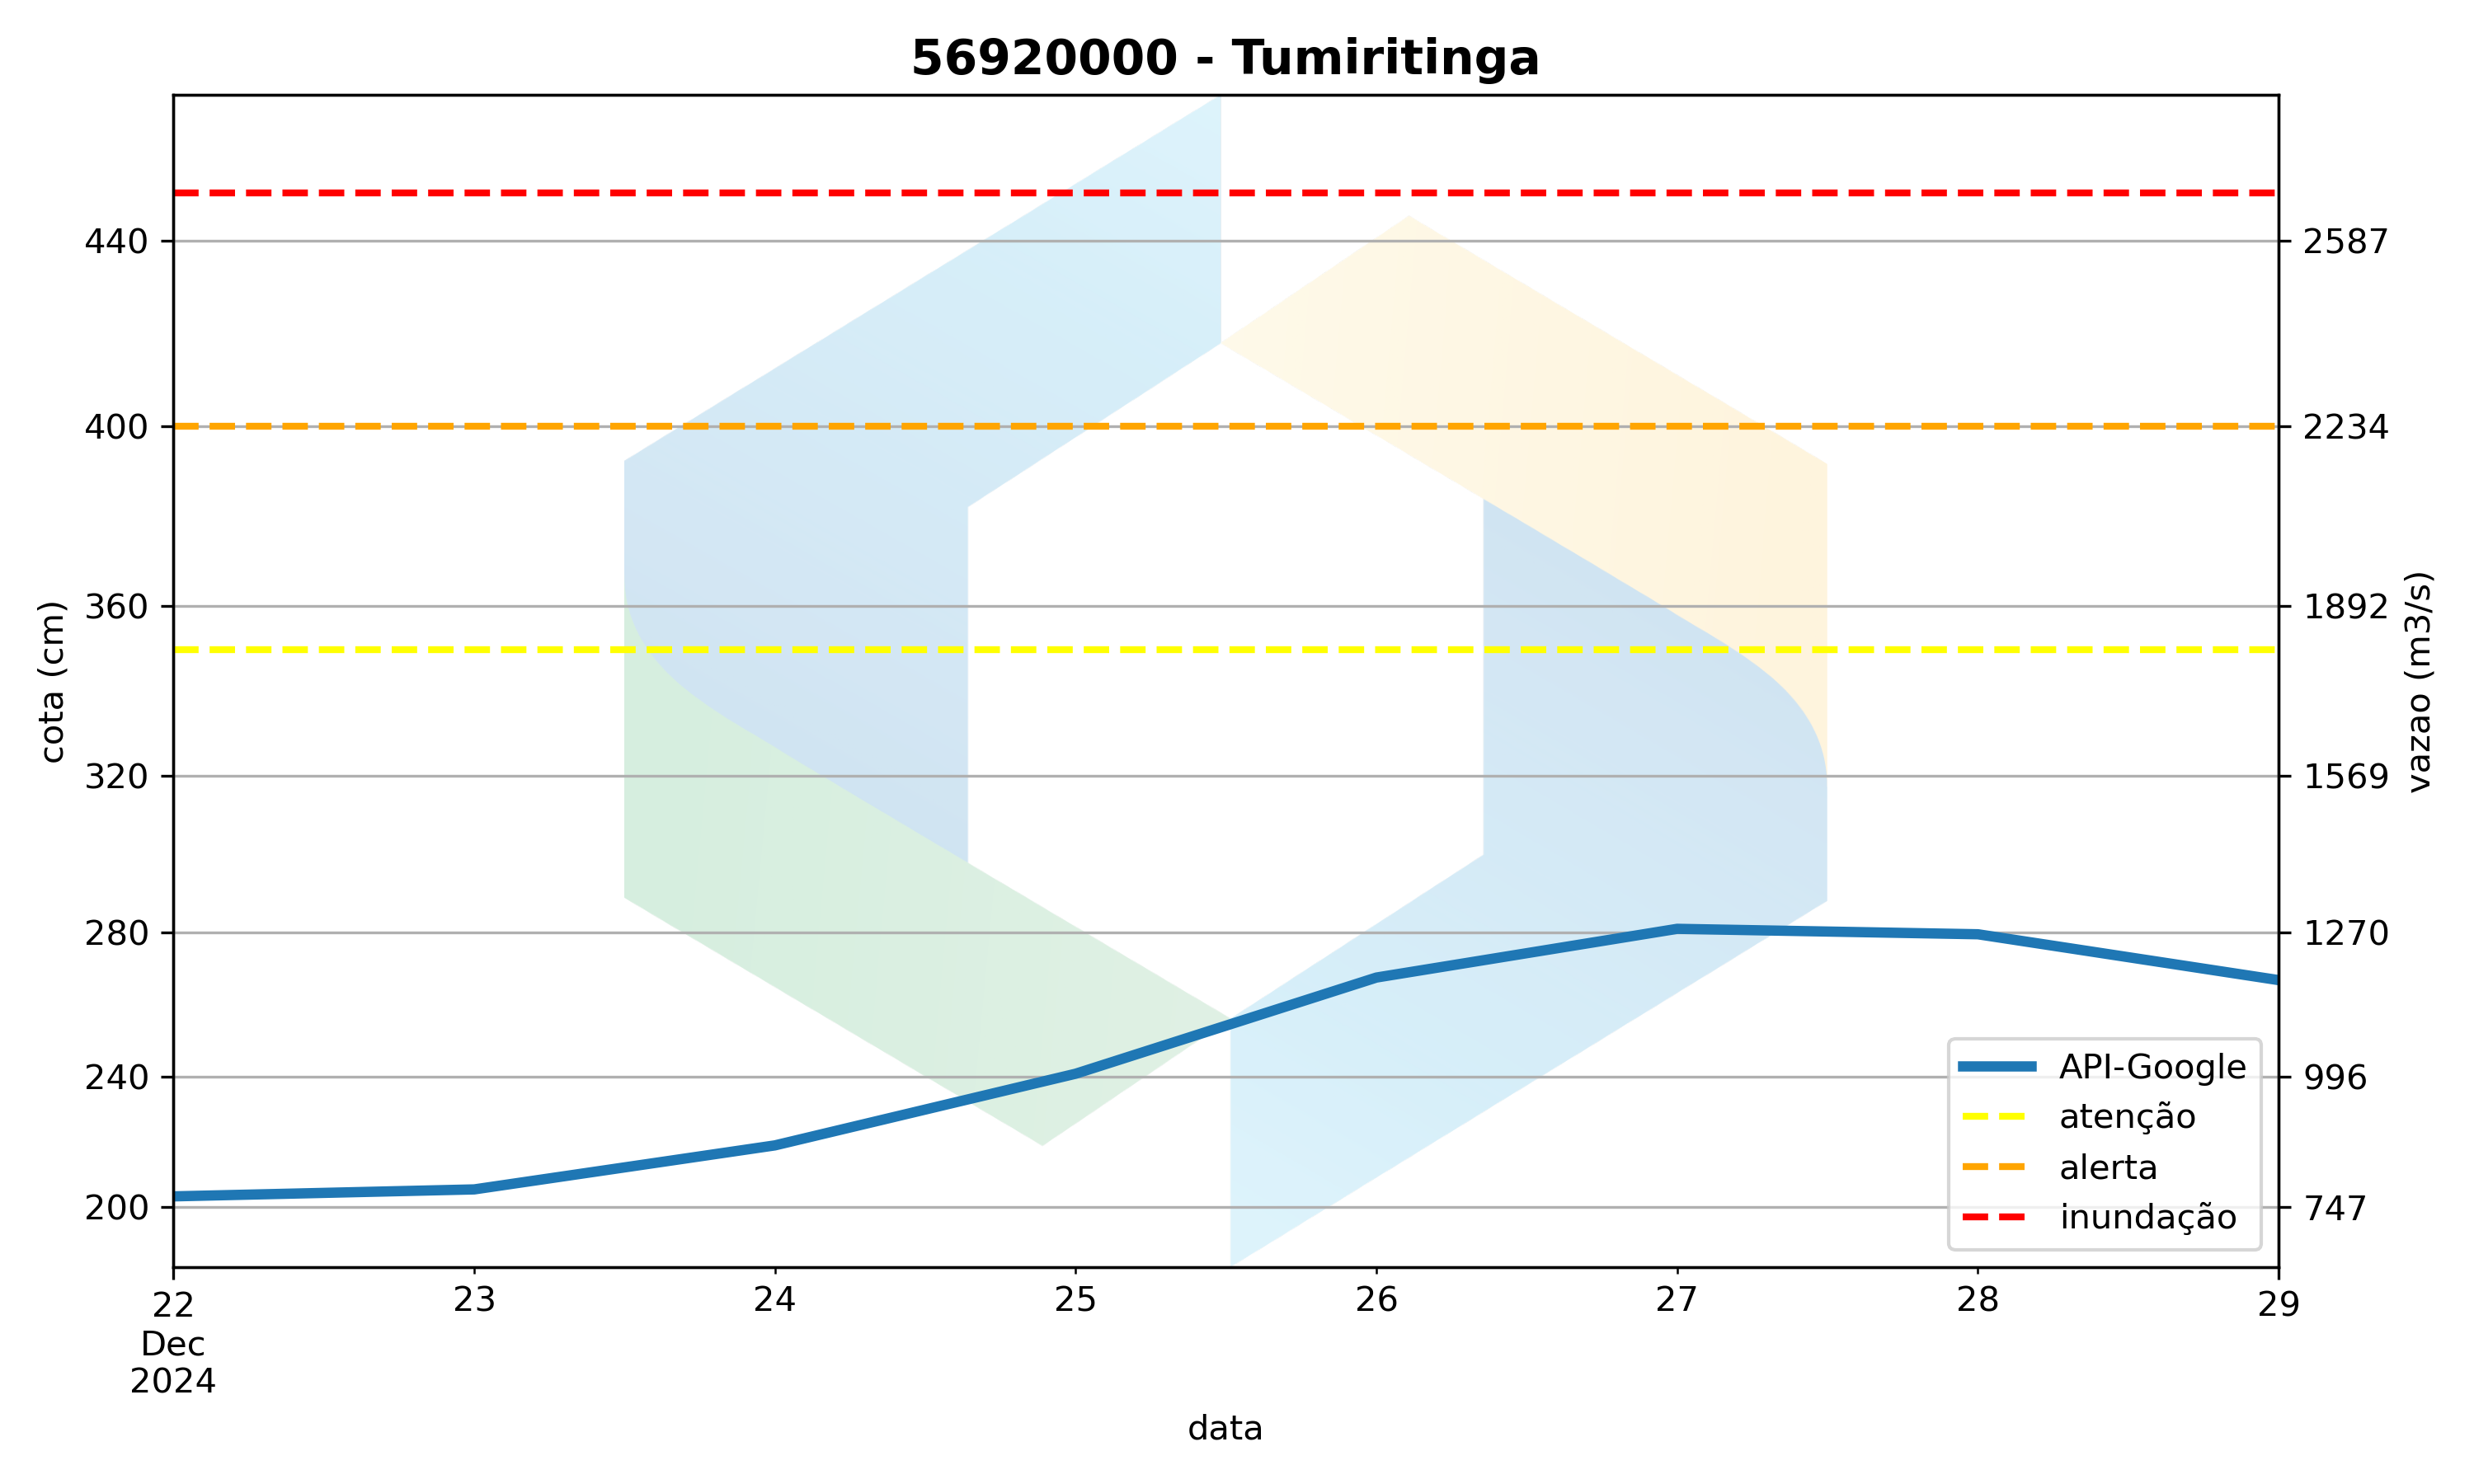 56920000 - Tumiritinga
cota (cm)
440
400
360
320
280
240
200
2587
2234
1892
1569
1270
996
747
vazao (m3/s)
API-Google
atenção
alerta
inundação
22
Dec
2024
23
24
25
26
27
28
29
data